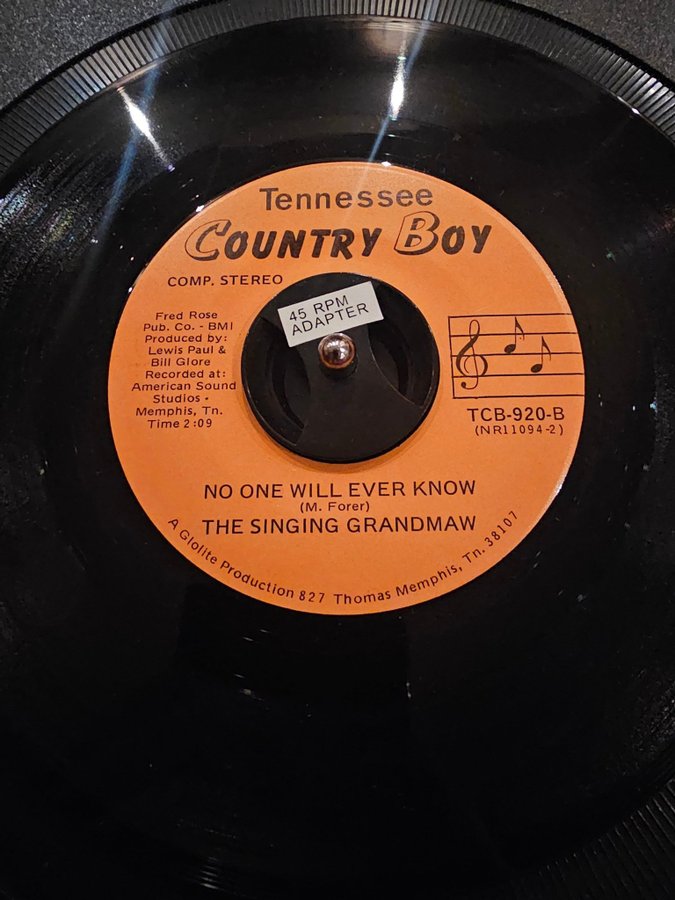 Tennessee
COUNTRY BOY
COMP. STEREO
45 RPM
ADAPTER
Fred Rose
Pub. Co. - BMI
Produced by:
Lewis Paul &
Bill Glore
Recorded at:
American Sound
Studios -
Memphis, Tn.
Time 2:09
TCB-920-B
(NR11094-2)
NO ONE WILL EVER KNOW
(M. Forer)
THE SINGING GRANDMAW
A Glolite Production 827 Thomas Memphis, Tn. 38107